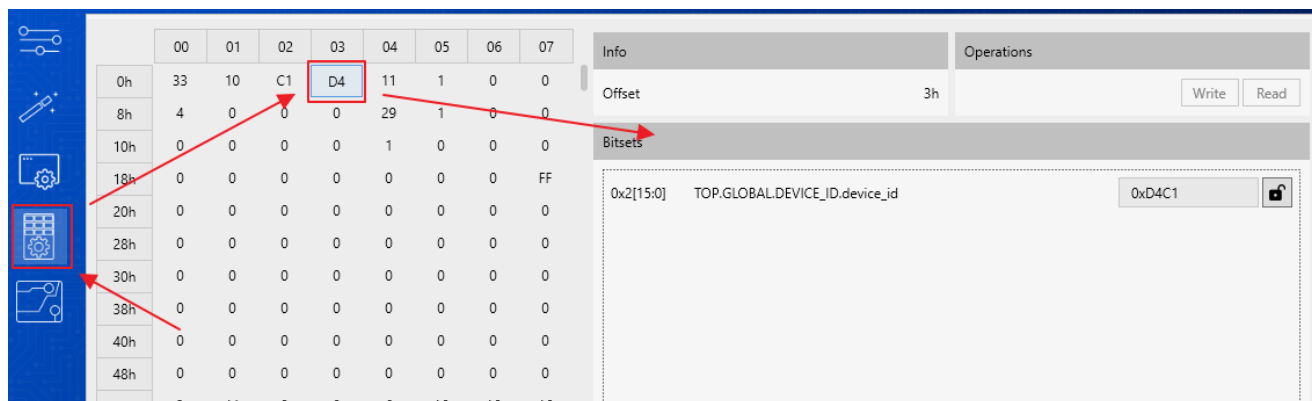 00 01 02 03 04 05 06 07
0h 33 10 C1 D4 11 1 0 0
8h 4 0 0 0 29 1 0 0
10h 0 0 0 0 1 0 0 0
18h 0 0 0 0 0 0 0 FF
20h 0 0 0 0 0 0 0 0
28h 0 0 0 0 0 0 0 0
30h 0 0 0 0 0 0 0 0
38h 0 0 0 0 0 0 0 0
40h 0 0 0 0 0 0 0 0
48h 0 0 0 0 0 0 0 0
Info
Offset 3h
Operations
Write Read
Bitsets
0x2[15:0] TOP.GLOBAL.DEVICE_ID.device_id 0xD4C1